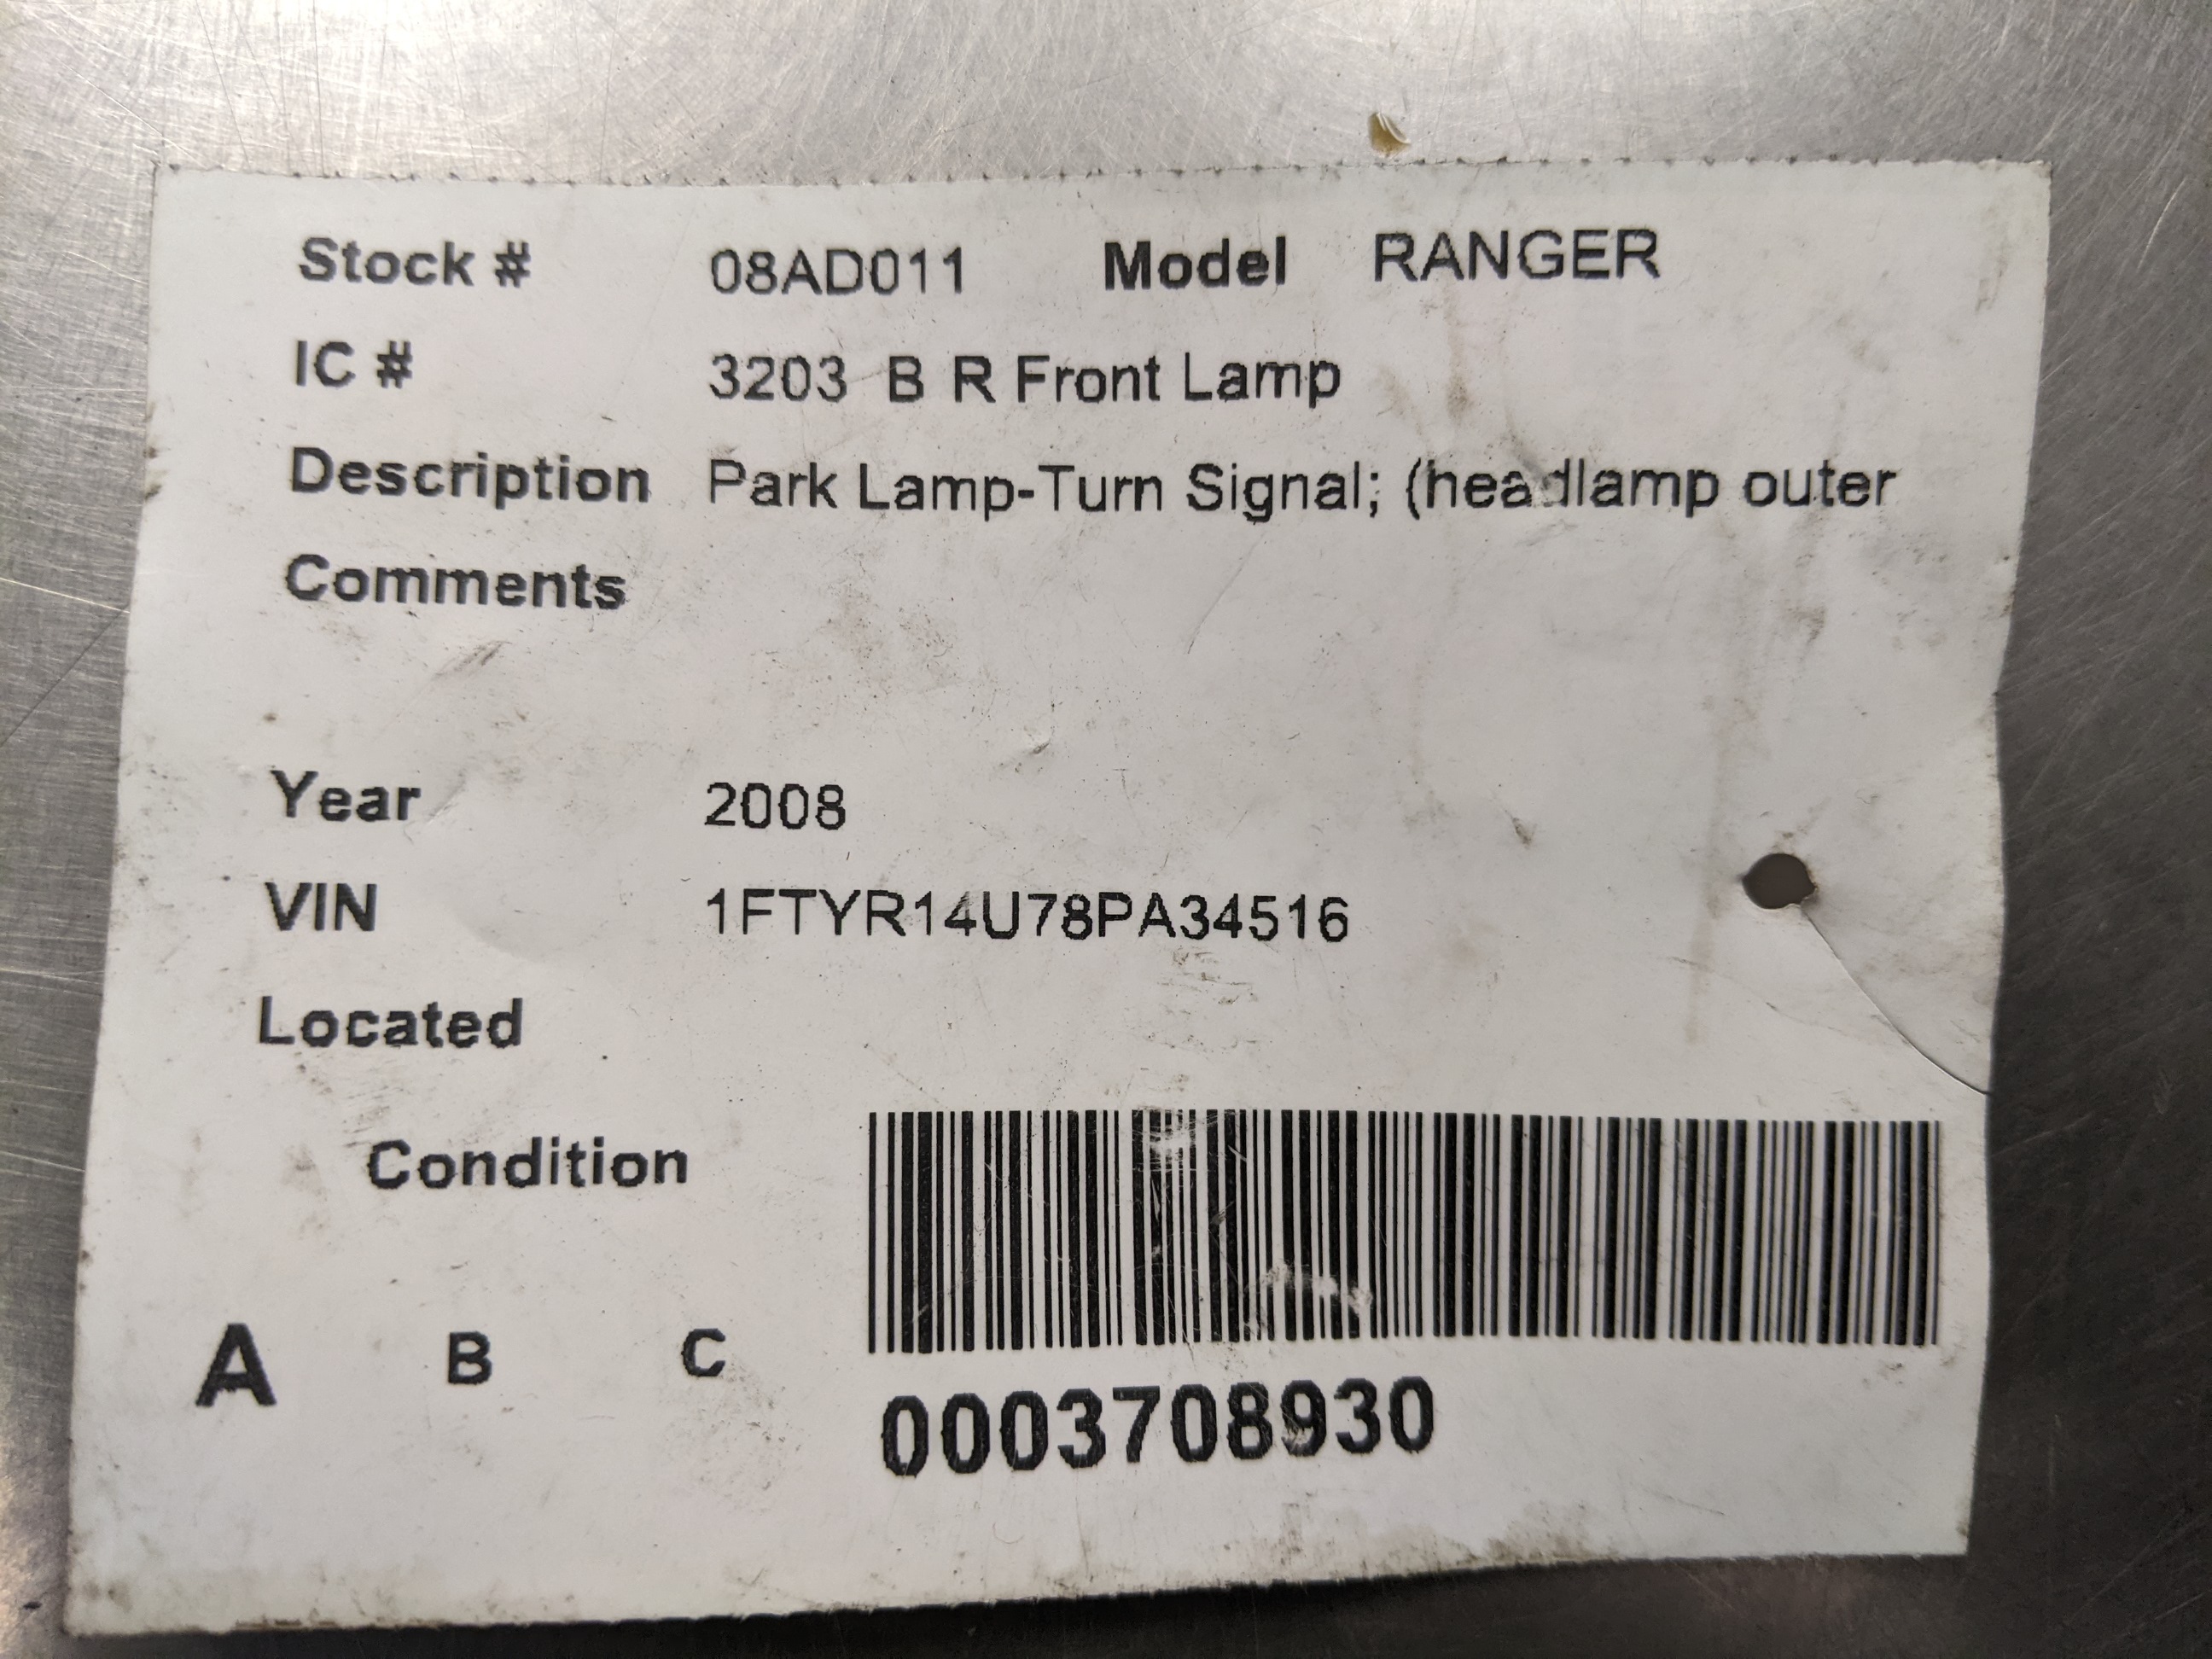 Stock # 08AD011 Model RANGER
IC # 3203 B R Front Lamp
Description Park Lamp-Turn Signal; (headlamp outer
Comments
Year 2008
VIN 1FTYR14U78PA34516
Located
Condition
A B C
0003708930